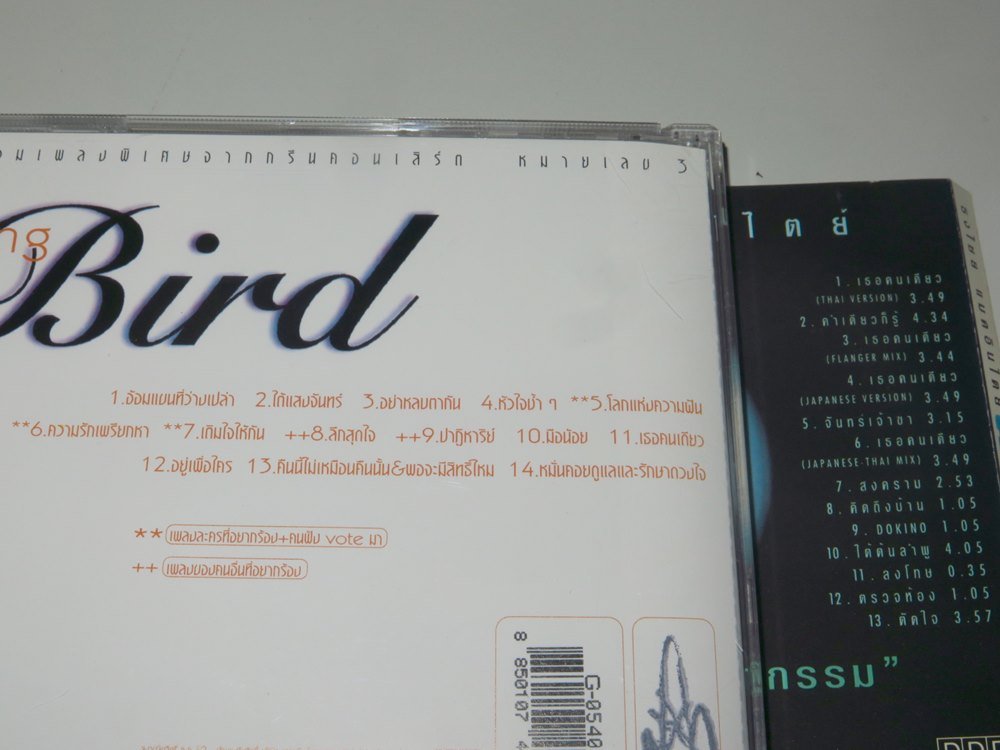 อมเพลงพิเศษจากกรีนคอนเสิร์ต หมายเลข 3
ng
Bird
1.อ้อมแขนที่ว่างเปล่า 2.ใต้แสงจันทร์ 3.อย่าหลบตากัน 4.หัวใจช้ำ ๆ **5.โลกแห่งความฝัน
**6.ความรักเพรียกหา **7.เติมใจให้กัน ++8.ลึกสุดใจ ++9.ปาฏิหาริย์ 10.มือน้อย 11.เธอคนเดียว
12.อยู่เพื่อใคร 13.คืนนี้ไม่เหมือนคืนนั้น&พอจะมีสิทธิ์ไหม 14.หมั่นคอยดูแลและรักษาดวงใจ
** เพลงละครที่อยากร้อง+คนฟัง vote มา
++ เพลงของคนอื่นที่อยากร้อง
8 850107 4
G-0540
ไตย์
1. เธอคนเดียว
(THAI VERSION) 3.49
2. คำเดียวก็รู้ 4.34
3. เธอคนเดียว
(FLANGER MIX) 3.44
4. เธอคนเดียว
(JAPANESE VERSION) 3.49
5. จันทร์เจ้าขา 3.15
6. เธอคนเดียว
(JAPANESE-THAI MIX) 3.49
7. สงคราม 2.53
8. คิดถึงบ้าน 1.05
9. DOKINO 1.05
10. ใต้ต้นลำพู 4.05
11. ลงโทษ 0.35
12. ตรวจท้อง 1.05
13. ตัดใจ 3.57
กรรม"
ธงไชย แมคอินไตย์